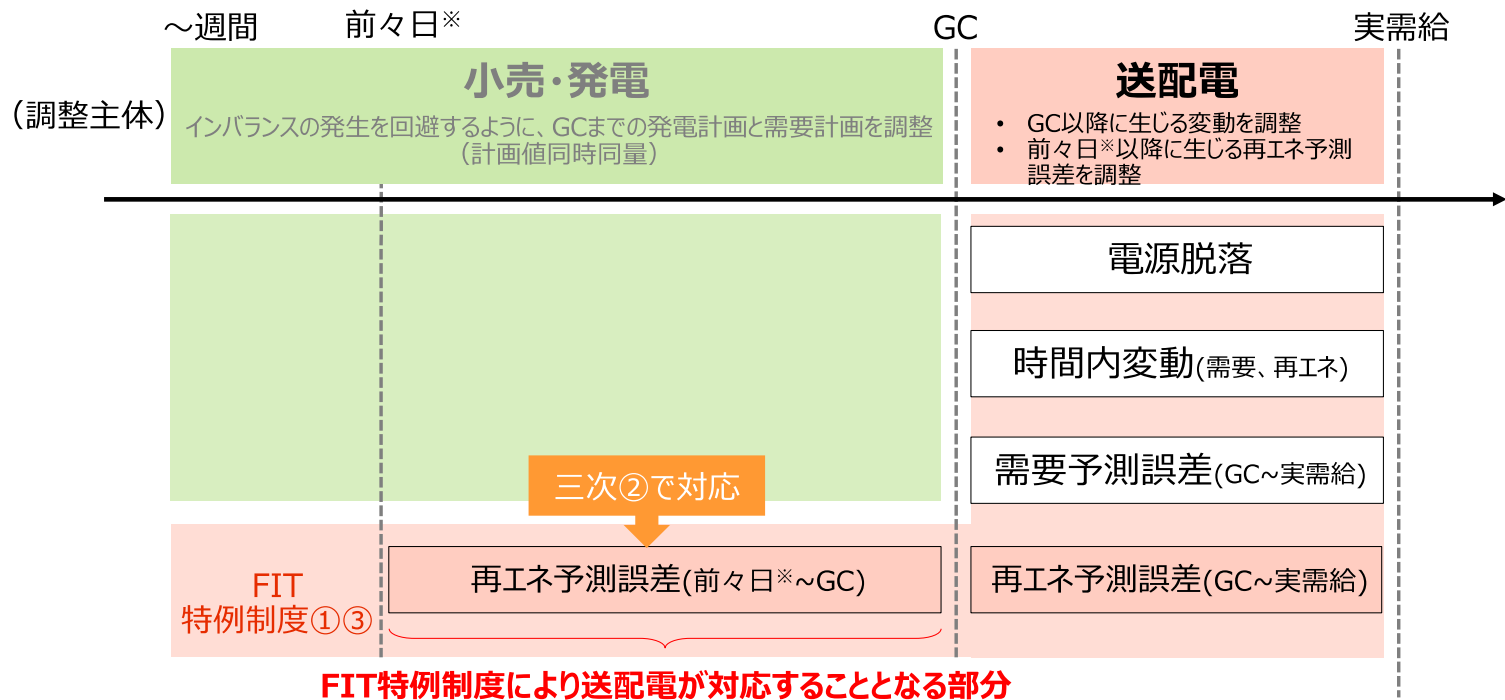 ～週間
前々日※
GC
実需給
（調整主体）
小売・発電
インバランスの発生を回避するように、GCまでの発電計画と需要計画を調整
（計画値同時同量）
送配電
• GC以降に生じる変動を調整
• 前々日※以降に生じる再エネ予測
誤差を調整
電源脱落
時間内変動(需要、再エネ)
需要予測誤差(GC~実需給)
三次②で対応
FIT
特例制度①③
再エネ予測誤差(前々日※~GC)
再エネ予測誤差(GC~実需給)
FIT特例制度により送配電が対応することとなる部分